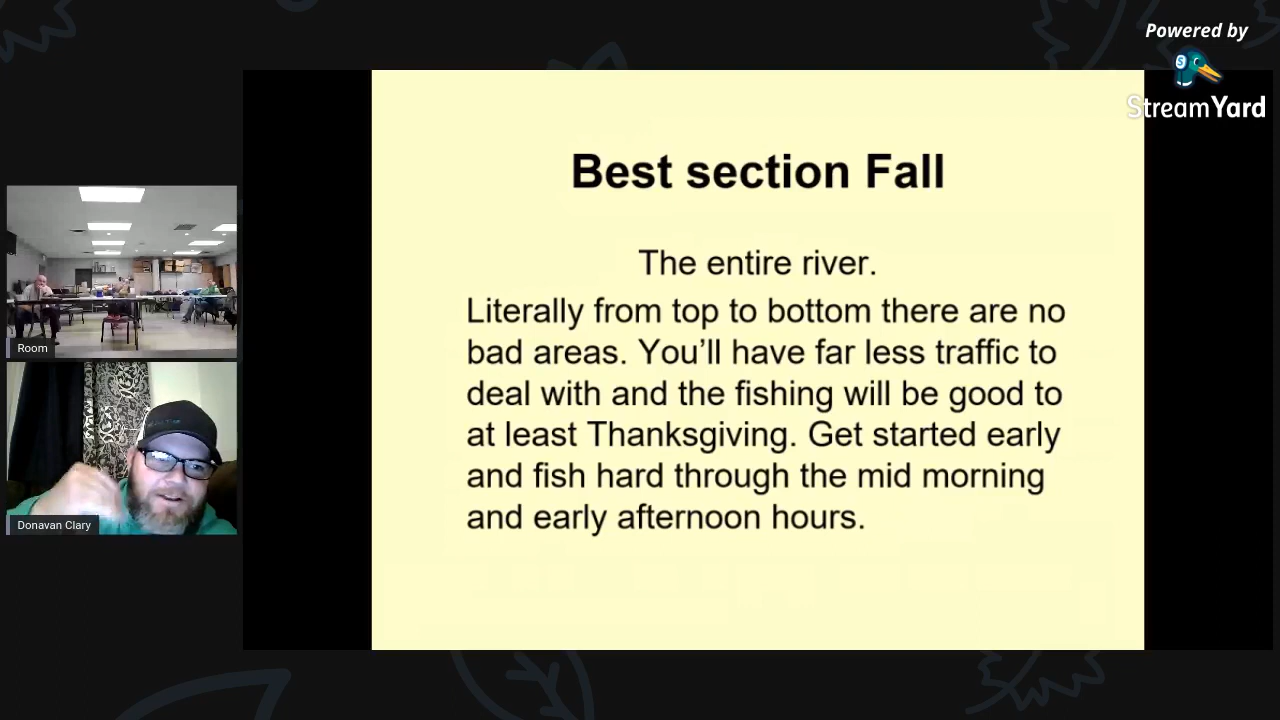 Powered by
StreamYard
Best section Fall
The entire river.
Literally from top to bottom there are no
bad areas. You’ll have far less traffic to
deal with and the fishing will be good to
at least Thanksgiving. Get started early
and fish hard through the mid morning
and early afternoon hours.
Room
Donavan Clary